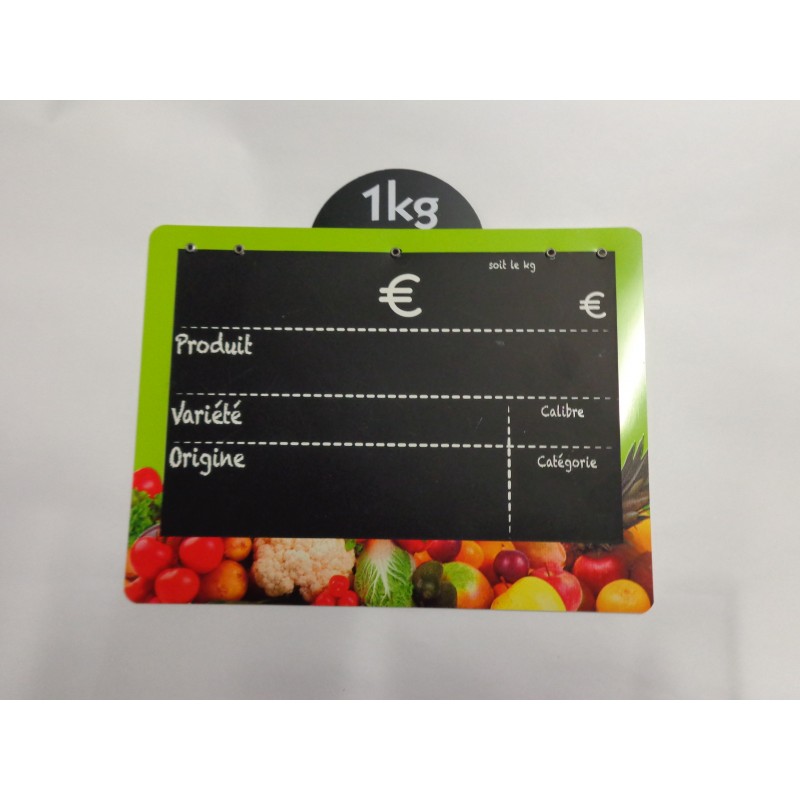 1kg
soit le kg
€
€
Produit
Variété
Calibre
Origine
Catégorie